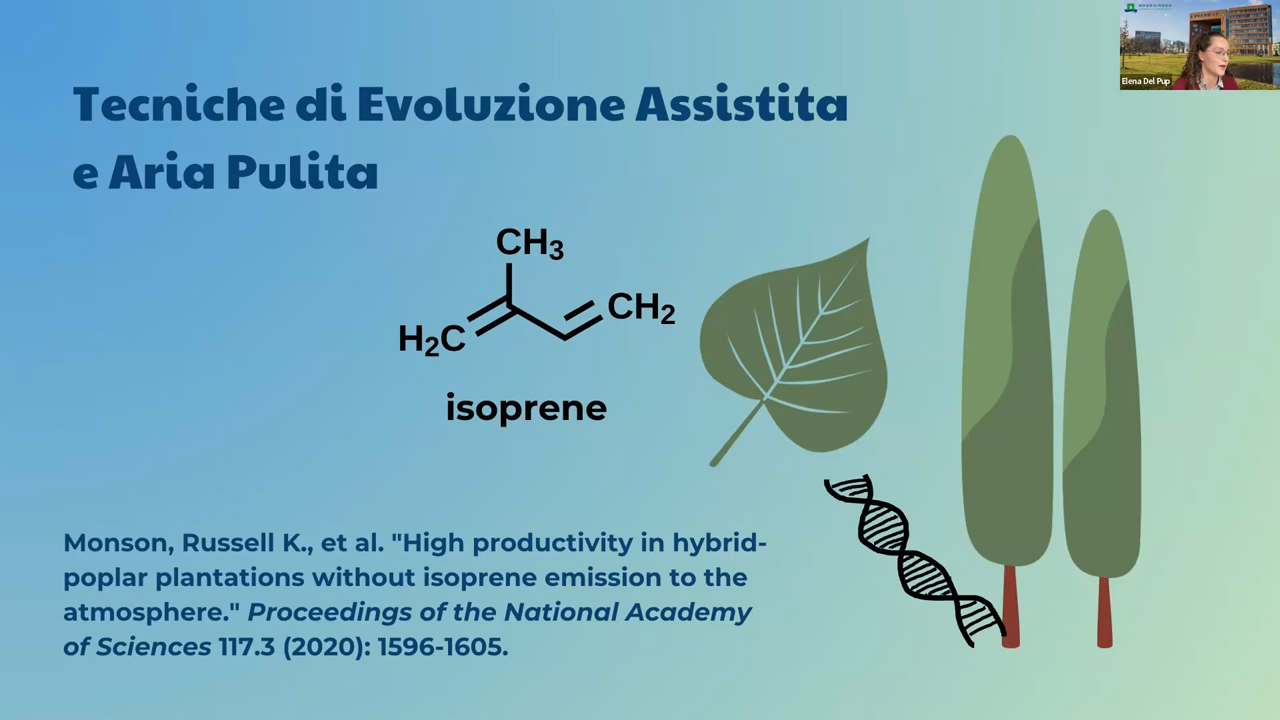 Tecniche di Evoluzione Assistita
e Aria Pulita
CH3
H2C
CH2
isoprene
Monson, Russell K., et al. "High productivity in hybrid-
poplar plantations without isoprene emission to the
atmosphere." Proceedings of the National Academy
of Sciences 117.3 (2020): 1596-1605.
Elena Del Pup